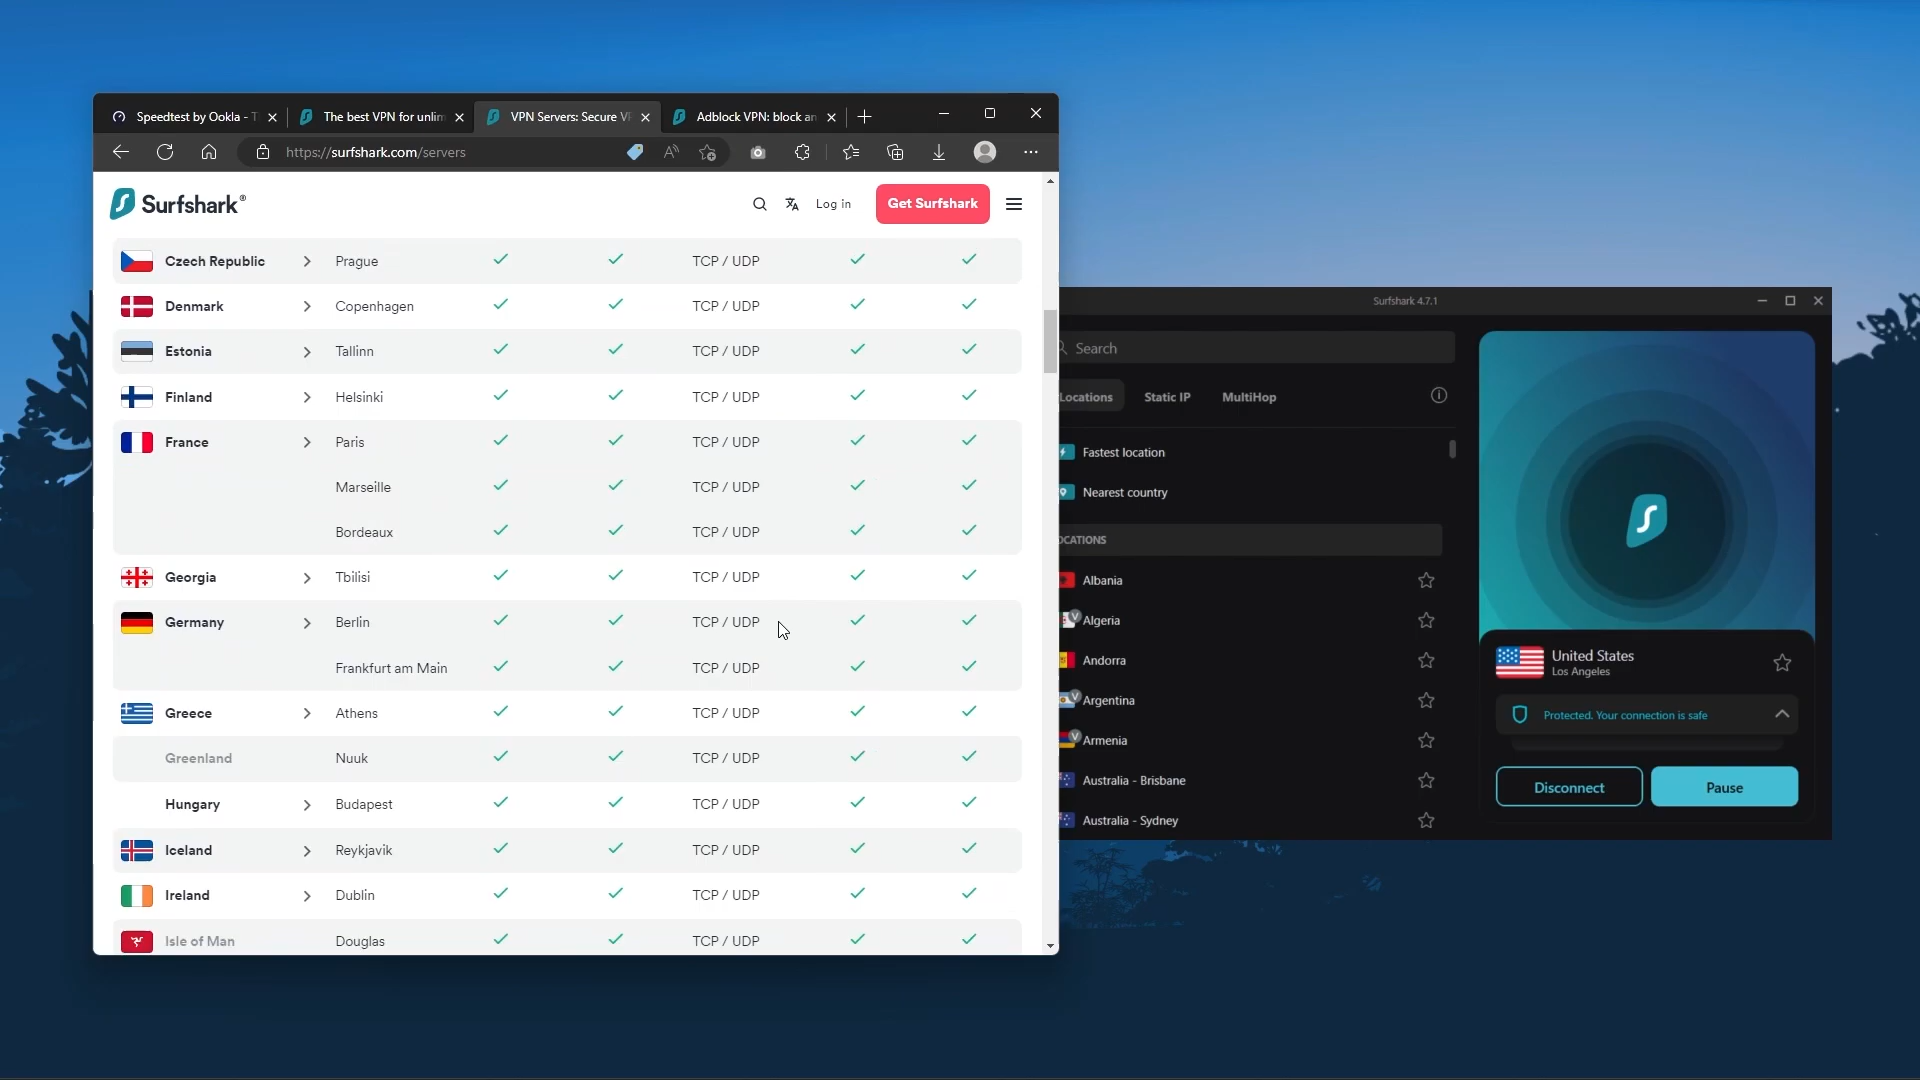 Speedtest by Ookla - T
The best VPN for unlim
VPN Servers: Secure V
Adblock VPN: block an
https://surfshark.com/servers
Surfshark®
Log in
Get Surfshark
Czech Republic Prague TCP / UDP
Denmark Copenhagen TCP / UDP
Estonia Tallinn TCP / UDP
Finland Helsinki TCP / UDP
France Paris TCP / UDP
Marseille TCP / UDP
Bordeaux TCP / UDP
Georgia Tbilisi TCP / UDP
Germany Berlin TCP / UDP
Frankfurt am Main TCP / UDP
Greece Athens TCP / UDP
Greenland Nuuk TCP / UDP
Hungary Budapest TCP / UDP
Iceland Reykjavik TCP / UDP
Ireland Dublin TCP / UDP
Isle of Man Douglas TCP / UDP
Surfshark 4.7.1
Search
Locations Static IP MultiHop
Fastest location
Nearest country
OCATIONS
Albania
Algeria
Andorra
Argentina
Armenia
Australia - Brisbane
Australia - Sydney
United States
Los Angeles
Protected. Your connection is safe
Disconnect Pause